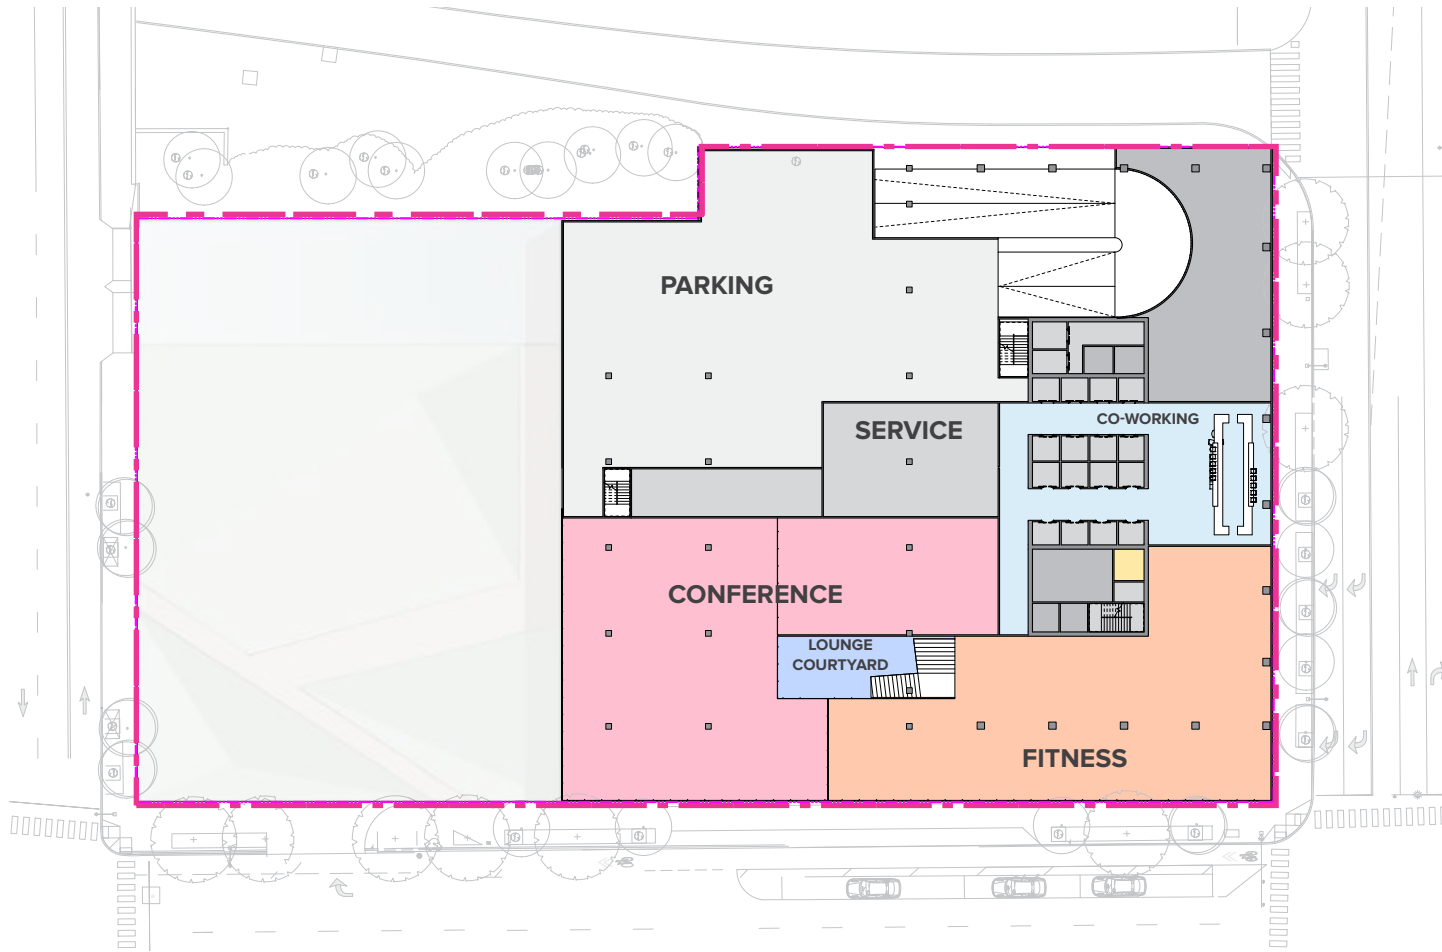 PARKING
CO-WORKING
SERVICE
CONFERENCE
LOUNGE
COURTYARD
FITNESS